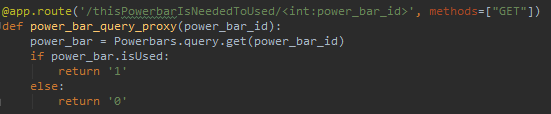 @app.route('/thisPowerbarIsNeededToUsed/<int:power_bar_id>', methods=["GET"])
def power_bar_query_proxy(power_bar_id):
    power_bar = Powerbars.query.get(power_bar_id)
    if power_bar.isUsed:
        return '1'
    else:
        return '0'